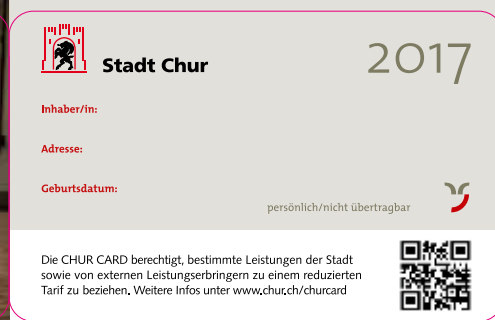 Stadt Chur
2017
Inhaber/in:
Adresse:
Geburtsdatum:
persönlich/nicht übertragbar
Die CHUR CARD berechtigt, bestimmte Leistungen der Stadt
sowie von externen Leistungserbringern zu einem reduzierten
Tarif zu beziehen. Weitere Infos unter www.chur.ch/churcard